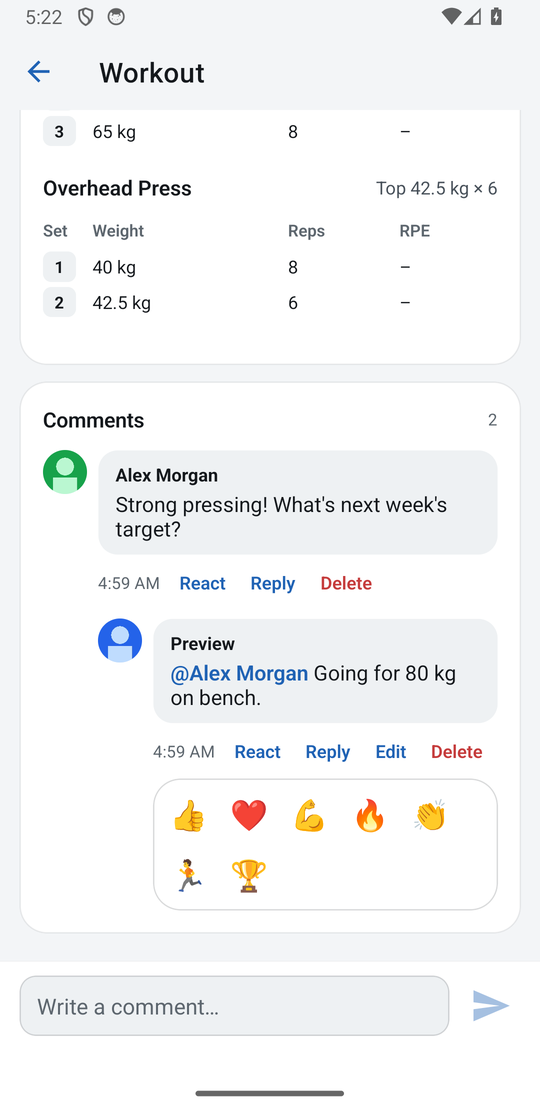 5:22
Workout
3 65 kg 8 –
Overhead Press Top 42.5 kg × 6
Set Weight Reps RPE
1 40 kg 8 –
2 42.5 kg 6 –
Comments 2
Alex Morgan
Strong pressing! What's next week's
target?
4:59 AM React Reply Delete
Preview
@Alex Morgan Going for 80 kg
on bench.
4:59 AM React Reply Edit Delete
Write a comment…